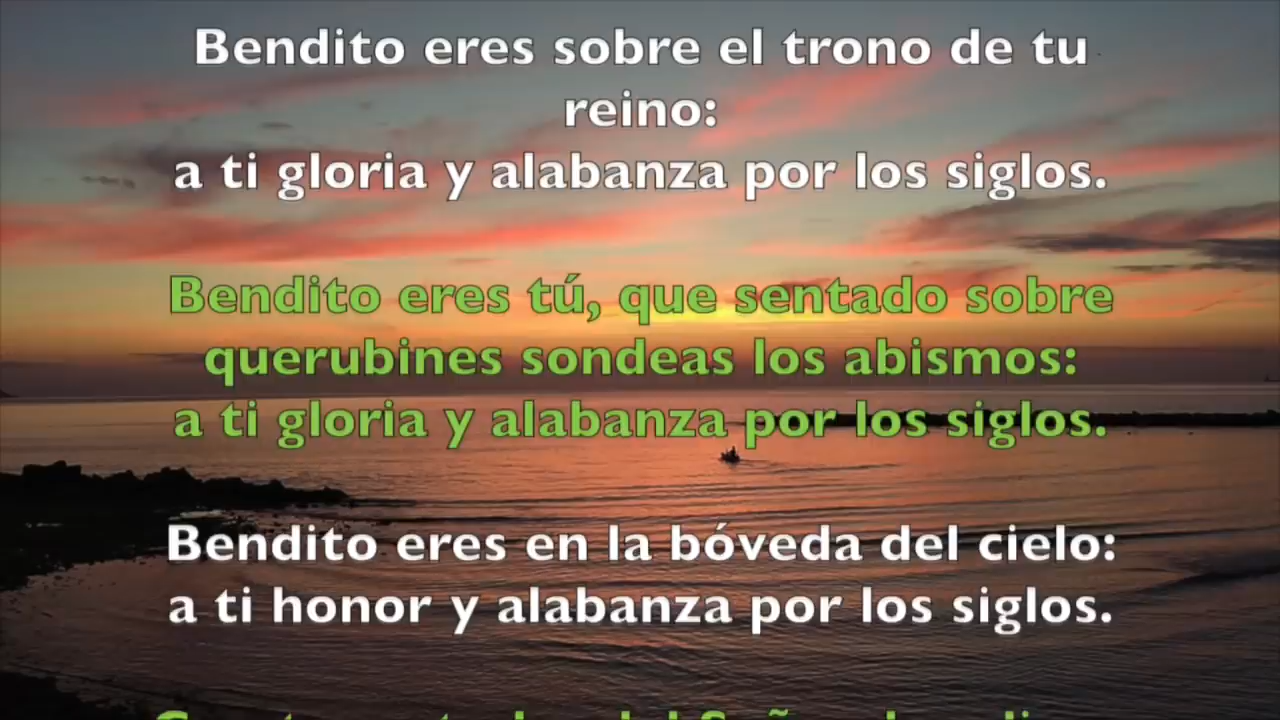 Bendito eres sobre el trono de tu
reino:
a ti gloria y alabanza por los siglos.
Bendito eres tú, que sentado sobre
querubines sondeas los abismos:
a ti gloria y alabanza por los siglos.
Bendito eres en la bóveda del cielo:
a ti honor y alabanza por los siglos.